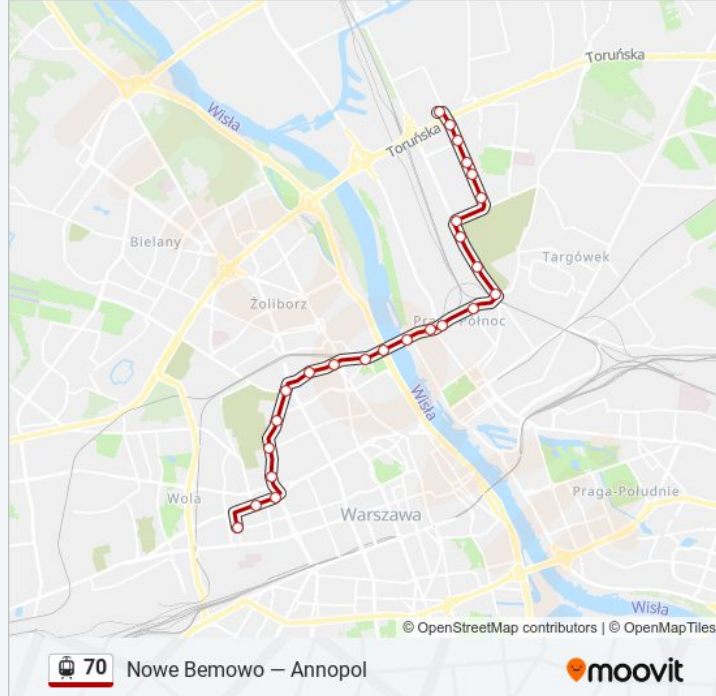 Toruńska
Wisła
Toruńska
Bielany
Targówek
Żoliborz
Praga-Północ
Wisła
Wola
Praga-Południe
Warszawa
Wisła
© OpenStreetMap contributors | © OpenMapTiles
70 Nowe Bemowo — Annopol
moovit